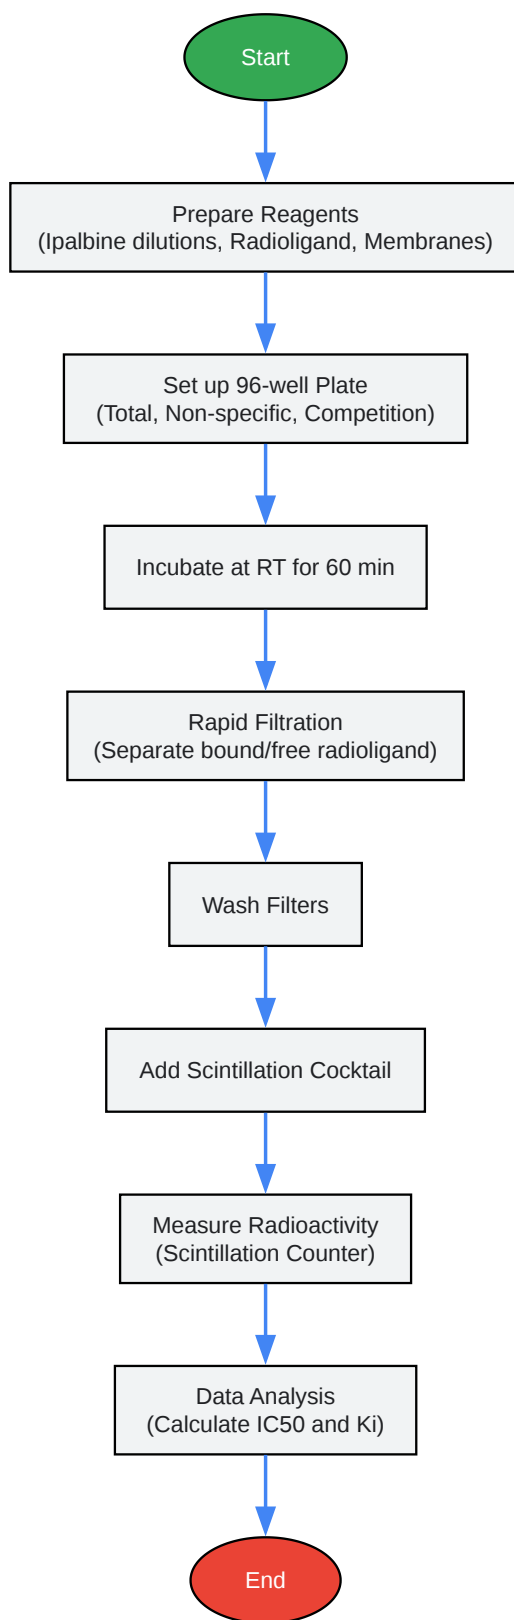 Start
Prepare Reagents
(Ipalbine dilutions, Radioligand, Membranes)
Set up 96-well Plate
(Total, Non-specific, Competition)
Incubate at RT for 60 min
Rapid Filtration
(Separate bound/free radioligand)
Wash Filters
Add Scintillation Cocktail
Measure Radioactivity
(Scintillation Counter)
Data Analysis
(Calculate IC50 and Ki)
End